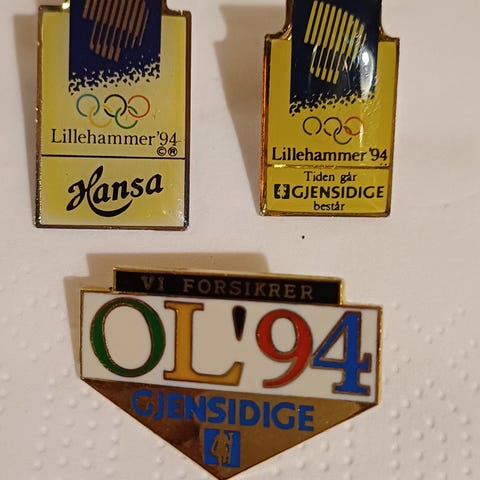 Lillehammer'94
©®
Hansa
Lillehammer '94
Tiden går
GJENSIDIGE
består
VI FORSIKRER
OL'94
GJENSIDIGE